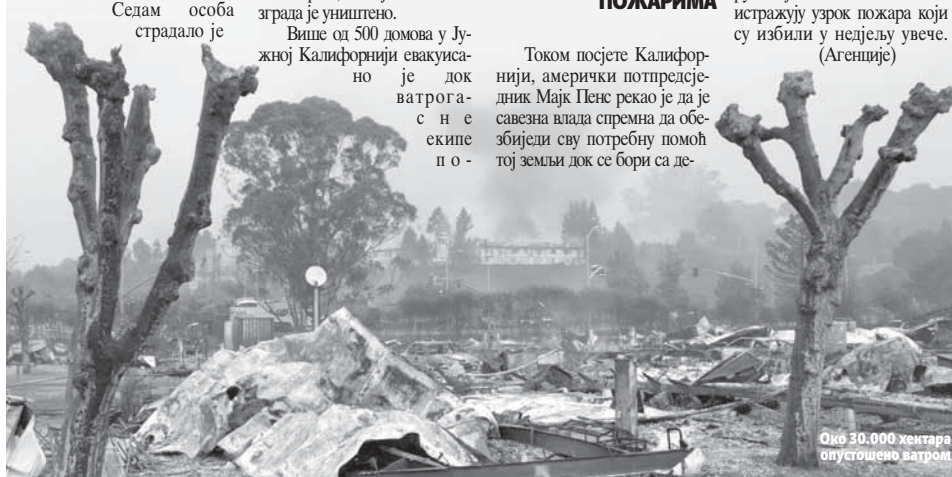 Седам особа
страдало је
зграда је уништено.
Више од 500 домова у Ју-
жној Калифорнији евакуиса-
но је док
ватрога-
сне
екипе
по-
ПОЖАРИМА
Током посјете Калифор-
нији, амерички потпредсје-
дник Мајк Пенс рекао је да је
савезна влада спремна да обе-
збиједи сву потребну помоћ
тој земљи док се бори са де-
истражују узрок пожара који
су избили у недјељу увече.
(Агенције)
Око 30.000 хектара
опустошено ватром